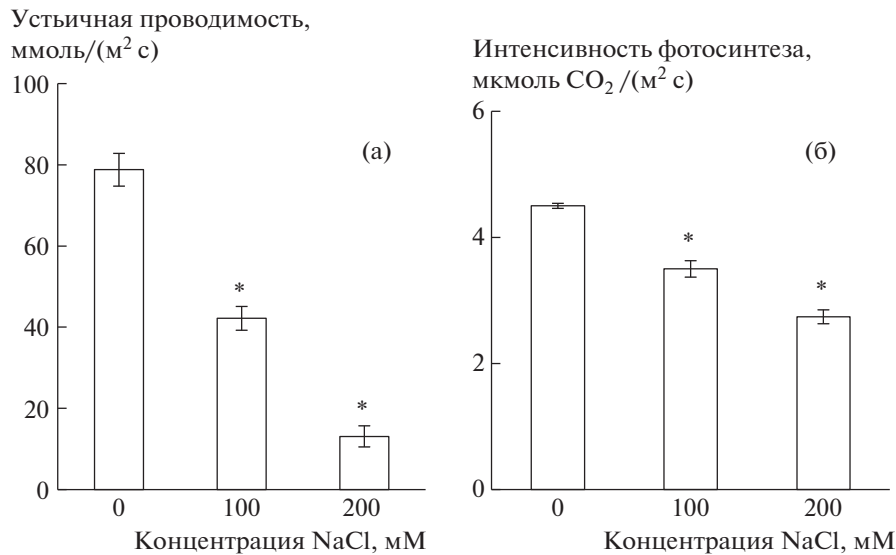 Устьичная проводимость,
ммоль/(м² с)
100
80
60
40
20
0
(а)
*
*
0 100 200
Концентрация NaCl, мМ
Интенсивность фотосинтеза,
мкмоль CO₂ /(м² с)
6
4
2
0
(б)
*
*
0 100 200
Концентрация NaCl, мМ